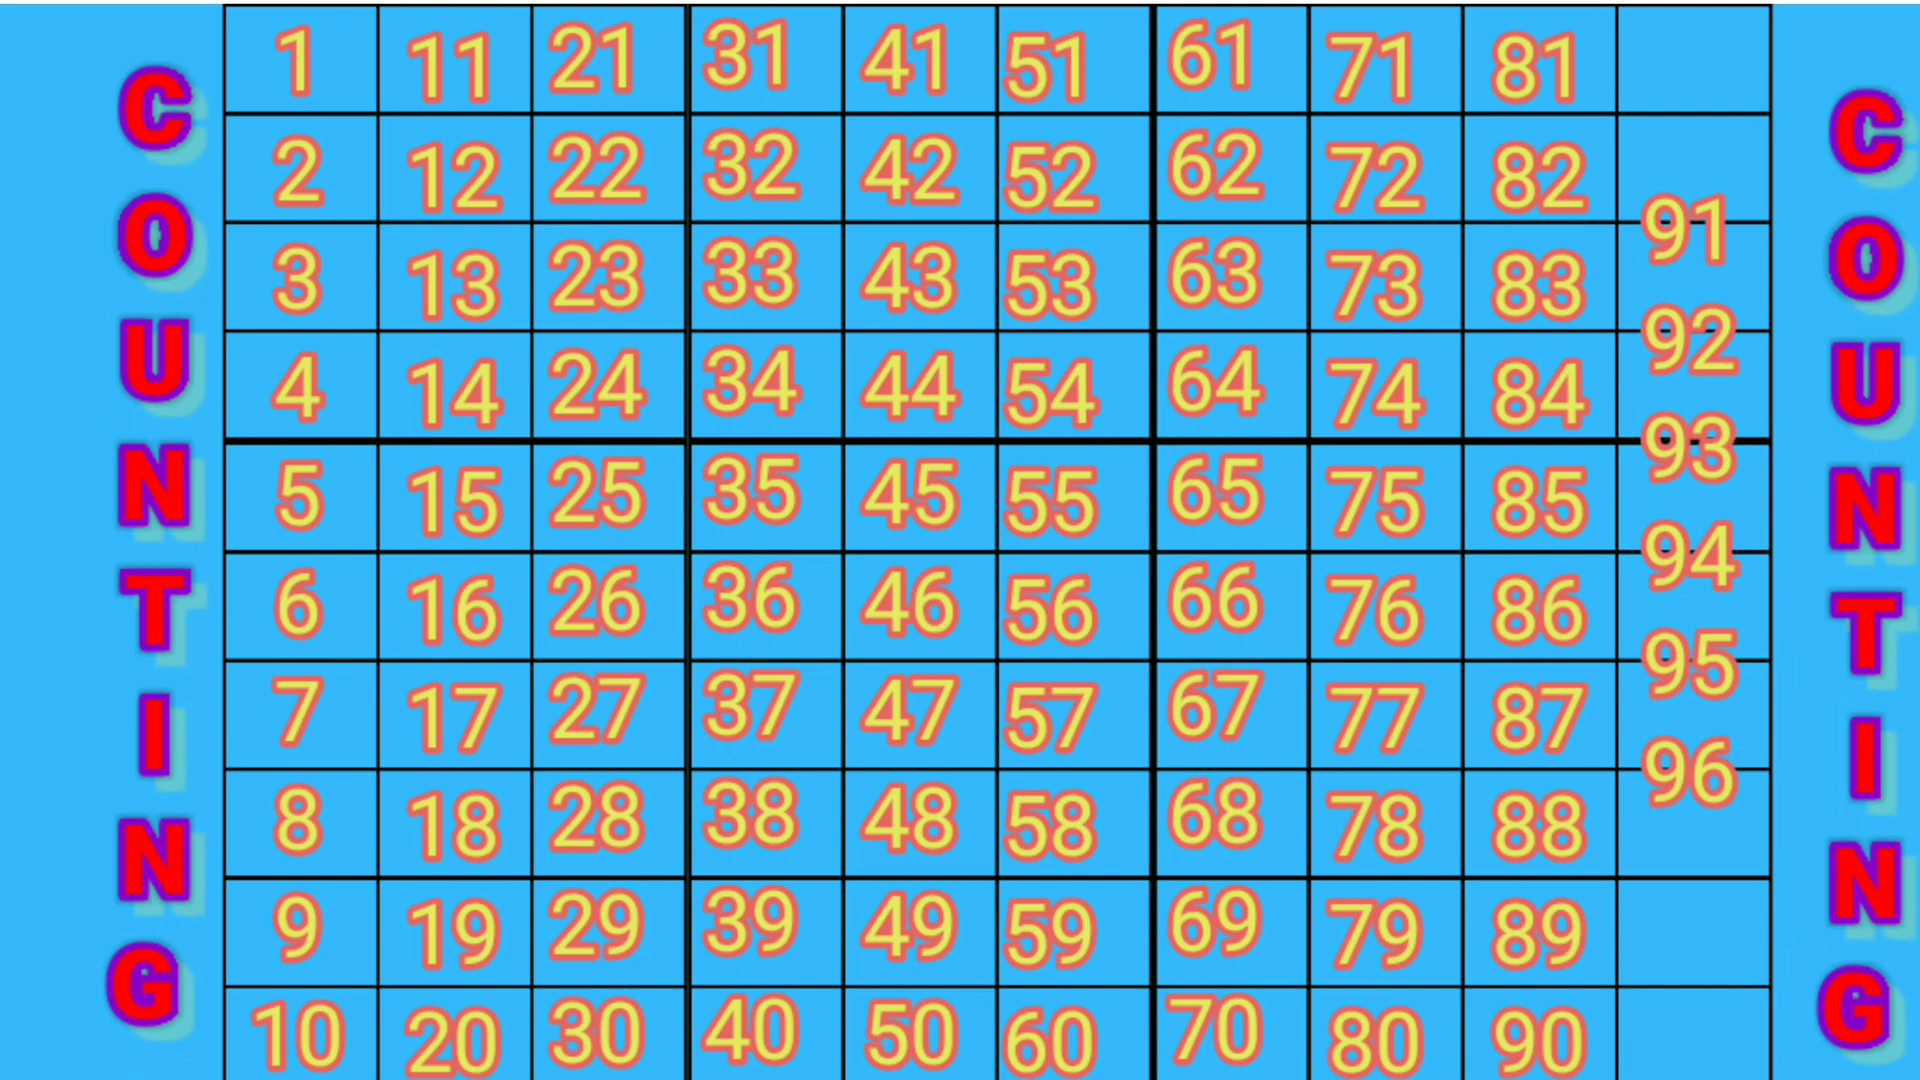 COUNTING
1 11 21 31 41 51 61 71 81
2 12 22 32 42 52 62 72 82
91
3 13 23 33 43 53 63 73 83
92
4 14 24 34 44 54 64 74 84
93
5 15 25 35 45 55 65 75 85
94
6 16 26 36 46 56 66 76 86
95
7 17 27 37 47 57 67 77 87
96
8 18 28 38 48 58 68 78 88
9 19 29 39 49 59 69 79 89
10 20 30 40 50 60 70 80 90
COUNTING